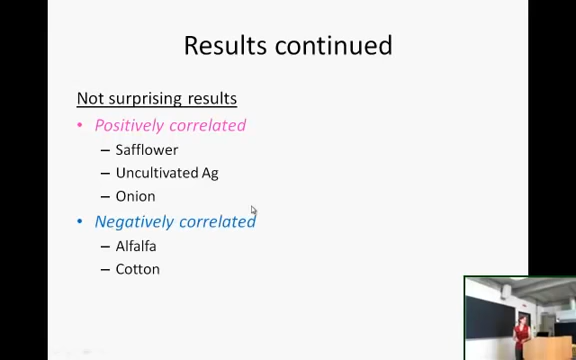 Results continued
Not surprising results
• Positively correlated
– Safflower
– Uncultivated Ag
– Onion
• Negatively correlated
– Alfalfa
– Cotton